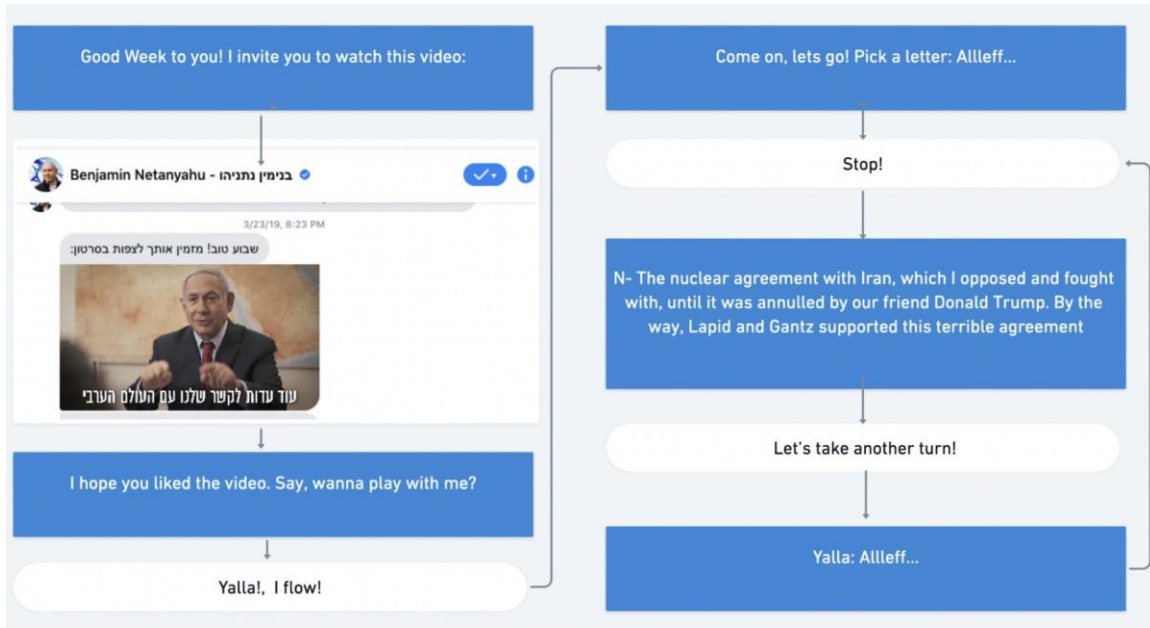 Good Week to you! I invite you to watch this video:
Benjamin Netanyahu - בנימין נתניהו
3/23/19, 8:23 PM
שבוע טוב! מזמין אותך לצפות בסרטון:
עוד עדות לקשר שלנו עם העולם הערבי
I hope you liked the video. Say, wanna play with me?
Yalla!, I flow!
Come on, lets go! Pick a letter: Allleff...
Stop!
N- The nuclear agreement with Iran, which I opposed and fought
with, until it was annulled by our friend Donald Trump. By the
way, Lapid and Gantz supported this terrible agreement
Let's take another turn!
Yalla: Allleff...